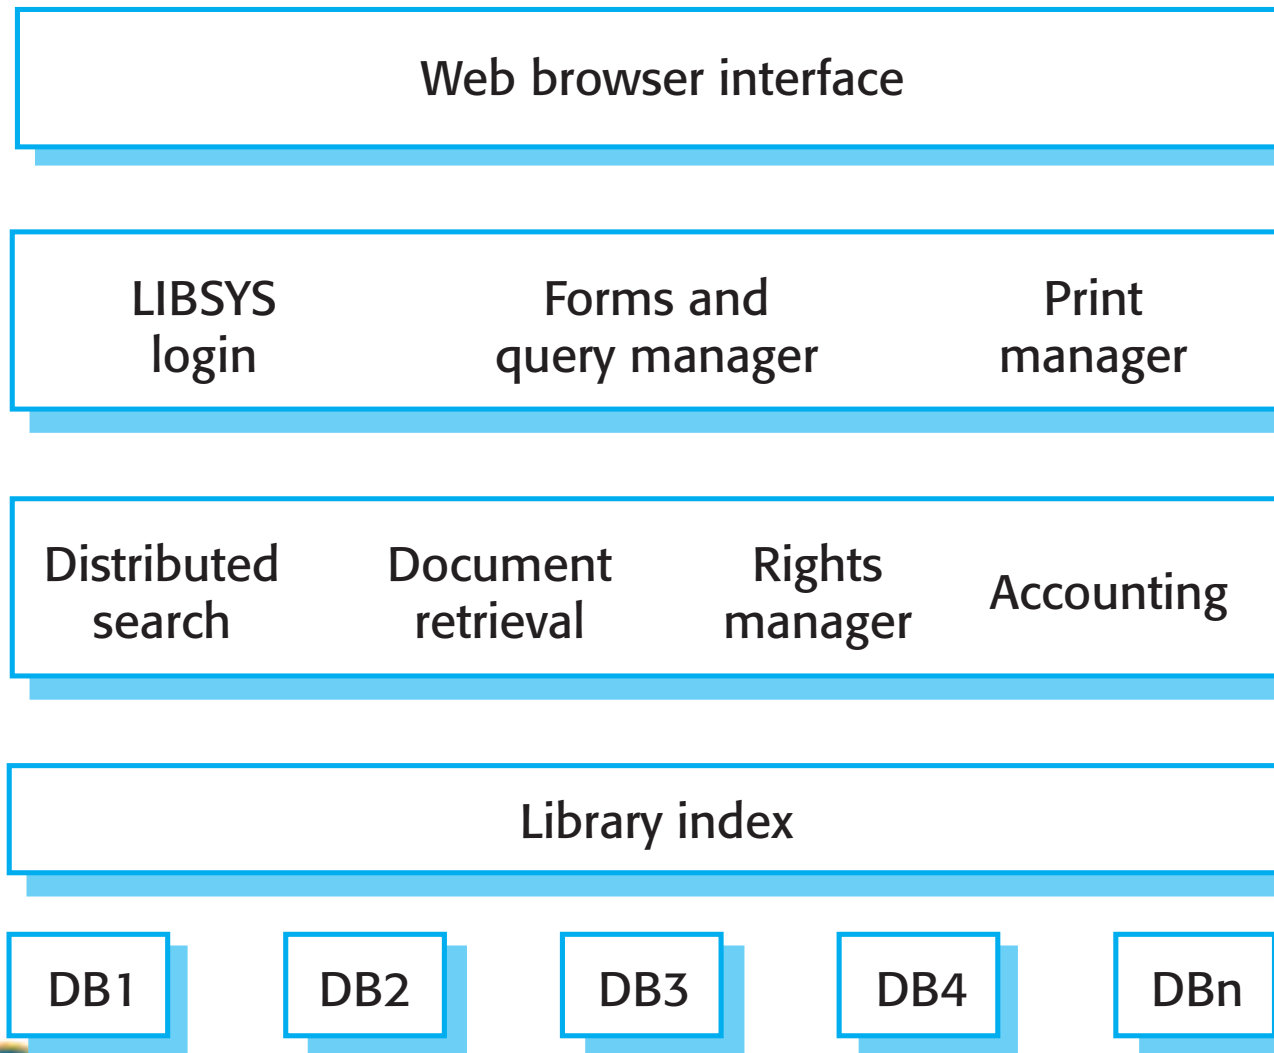 Web browser interface
LIBSYS
login
Forms and
query manager
Print
manager
Distributed
search
Document
retrieval
Rights
manager
Accounting
Library index
DB1
DB2
DB3
DB4
DBn